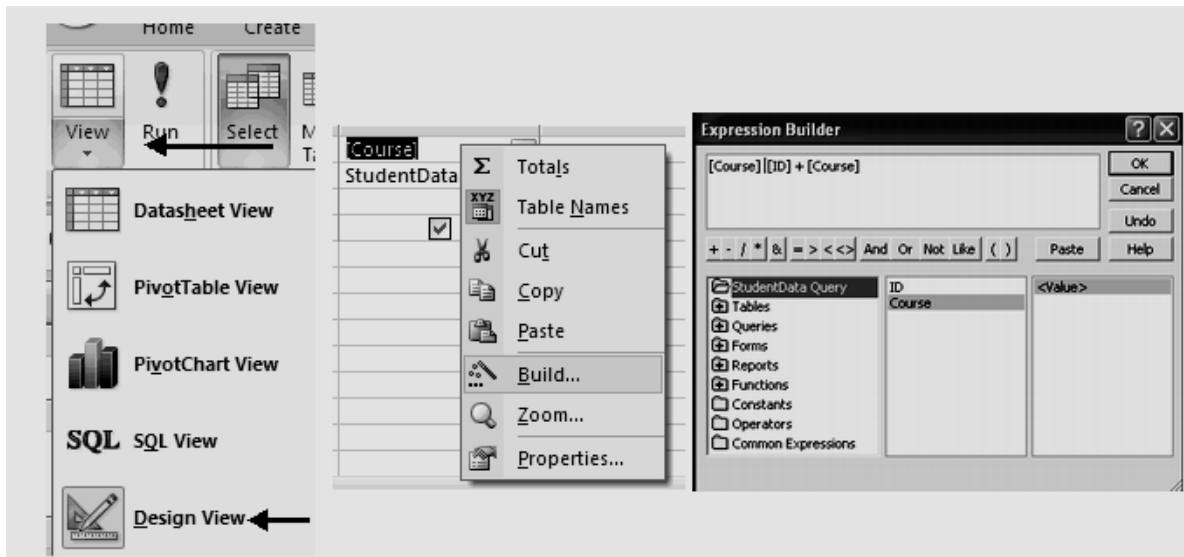 Home Create
View Run Select M
Ta
Datasheet View
PivotTable View
PivotChart View
SQL SQL View
Design View
[Course]
StudentData
Σ Totals
XYZ Table Names
Cut
Copy
Paste
Build...
Zoom...
Properties...
Expression Builder
[Course] [ID] + [Course]
OK
Cancel
Undo
+ - / * & = > < <> And Or Not Like ( ) Paste Help
StudentData Query
Tables
Queries
Forms
Reports
Functions
Constants
Operators
Common Expressions
ID
Course
<Value>